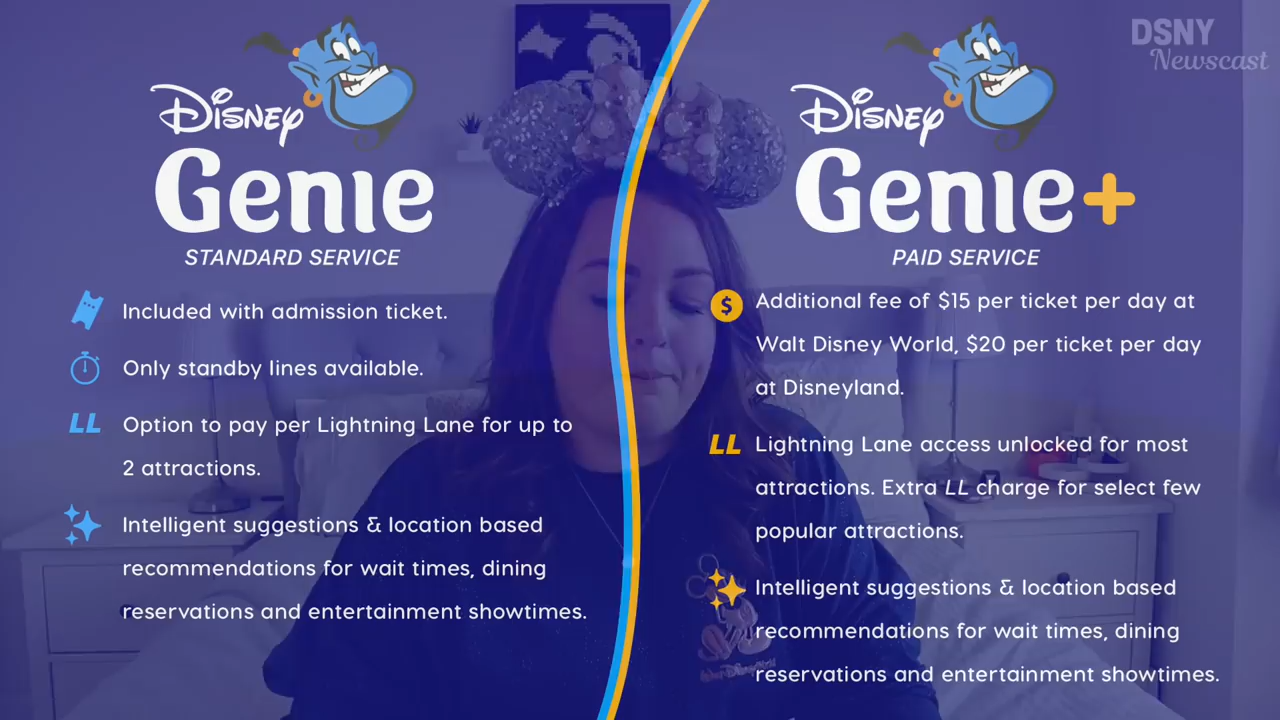 DSNY
Newscast
Disney
Genie
STANDARD SERVICE
Included with admission ticket.
Only standby lines available.
LL
Option to pay per Lightning Lane for up to
2 attractions.
Intelligent suggestions & location based
recommendations for wait times, dining
reservations and entertainment showtimes.
Disney
Genie+
PAID SERVICE
$
Additional fee of $15 per ticket per day at
Walt Disney World, $20 per ticket per day
at Disneyland.
LL
Lightning Lane access unlocked for most
attractions. Extra LL charge for select few
popular attractions.
Intelligent suggestions & location based
recommendations for wait times, dining
reservations and entertainment showtimes.